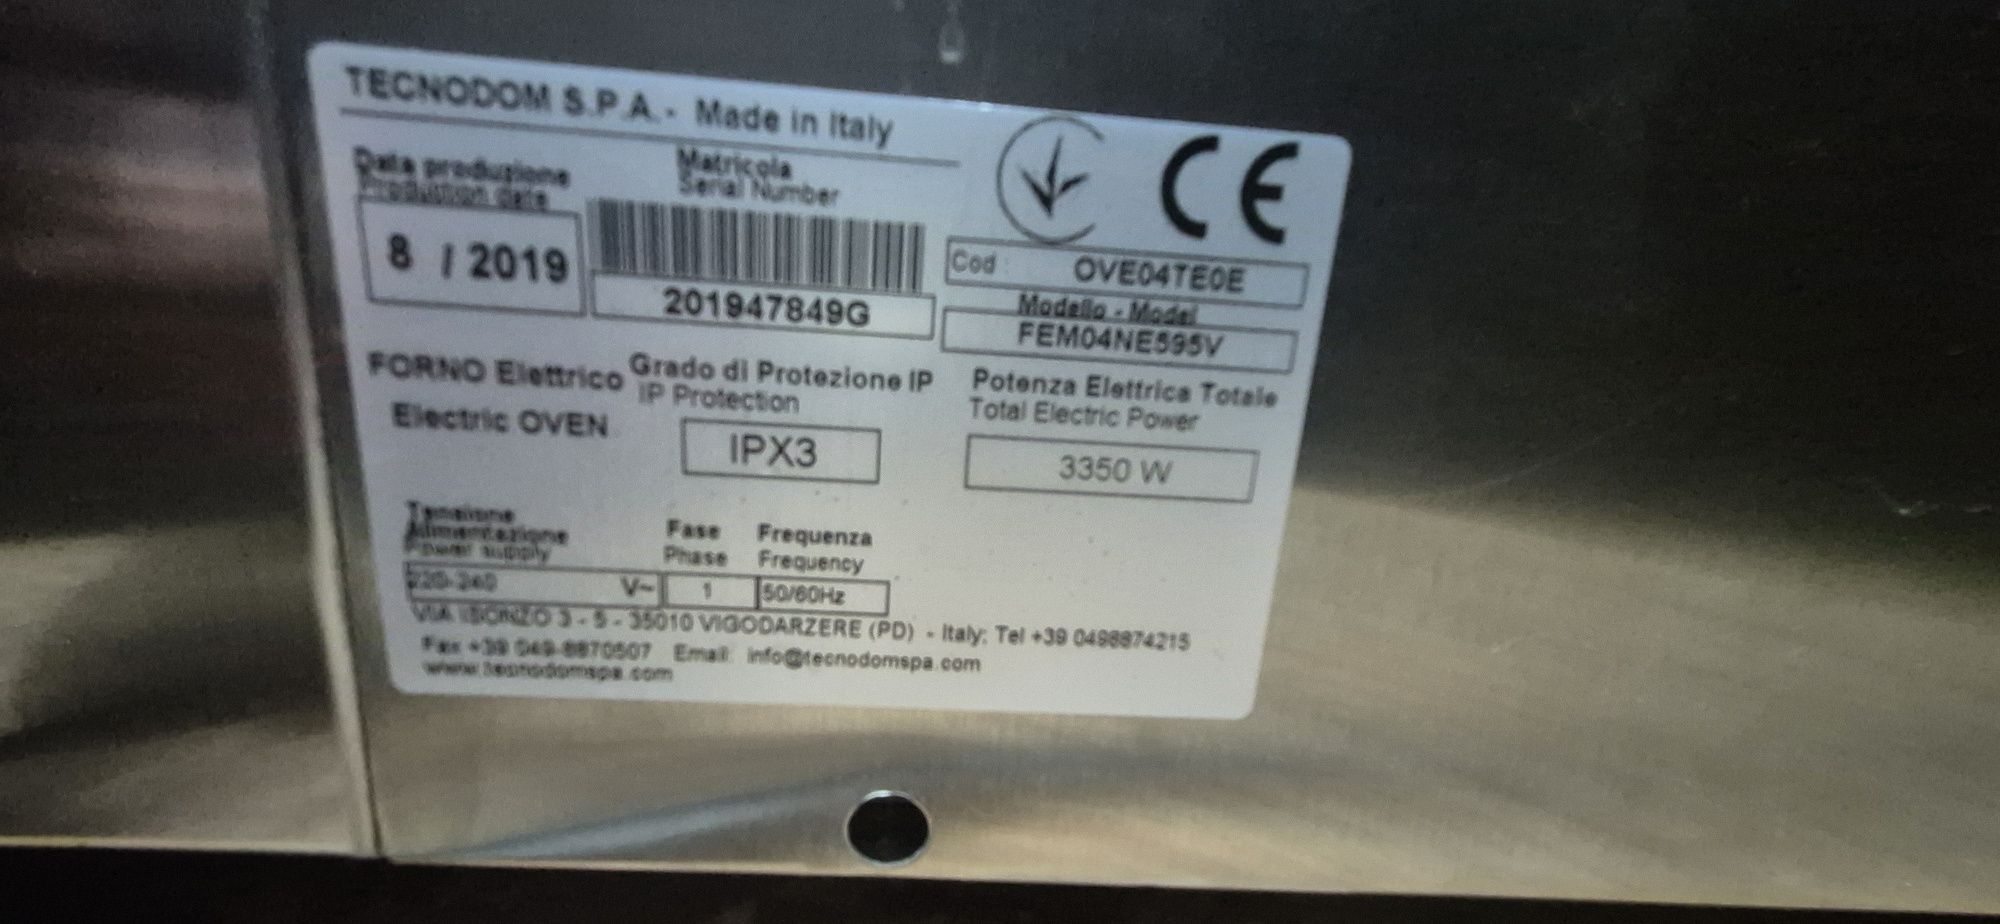 TECNODOM S.P.A. - Made in Italy
Data produzione
Production date
8 / 2019
Matricola
Serial Number
201947849G
CE
Cod : OVE04TE0E
Modello - Model
FEM04NE595V
FORNO Elettrico
Electric OVEN
Grado di Protezione IP
IP Protection
IPX3
Potenza Elettrica Totale
Total Electric Power
3350 W
Tensione
Alimentazione
Power supply
220-240 V~
Fase
Phase
1
Frequenza
Frequency
50/60Hz
VIA ISONZO 3 - 5 - 35010 VIGODARZERE (PD) - Italy; Tel +39 0498874215
Fax +39 049-8870507 Email: info@tecnodomspa.com
www.tecnodomspa.com